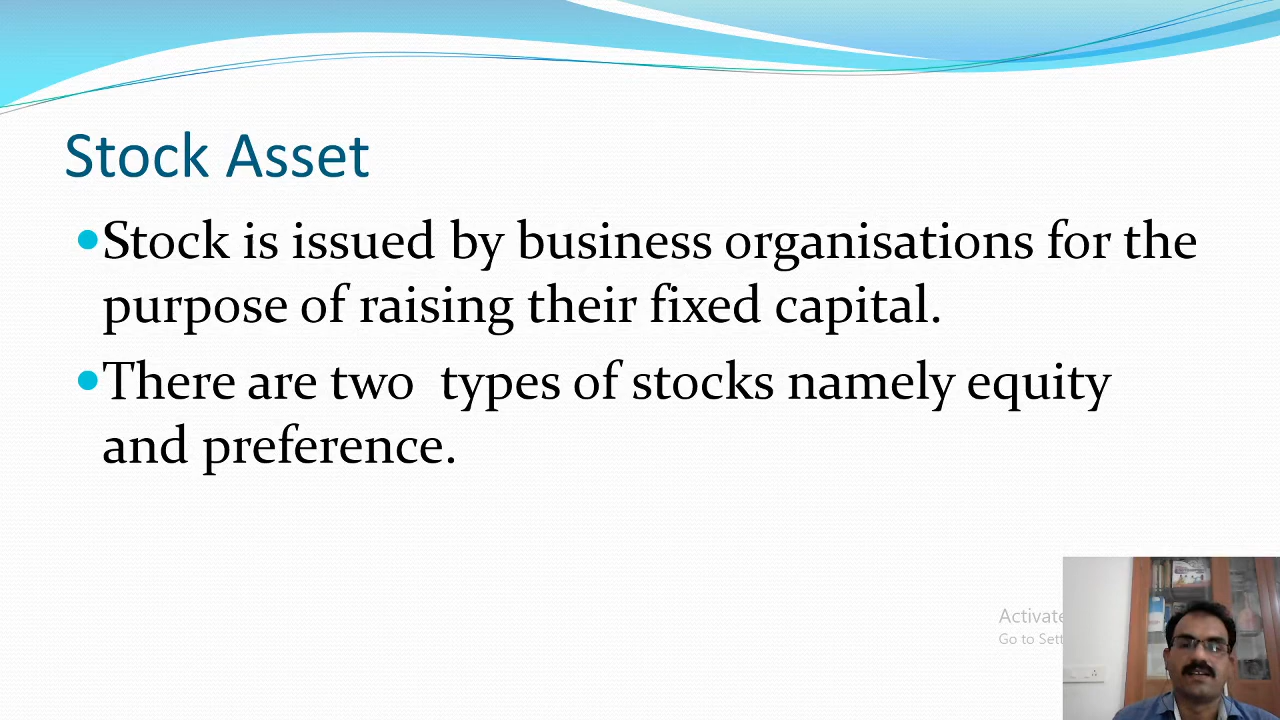 Stock Asset
•Stock is issued by business organisations for the
purpose of raising their fixed capital.
•There are two  types of stocks namely equity
and preference.
Activate
Go to Sett